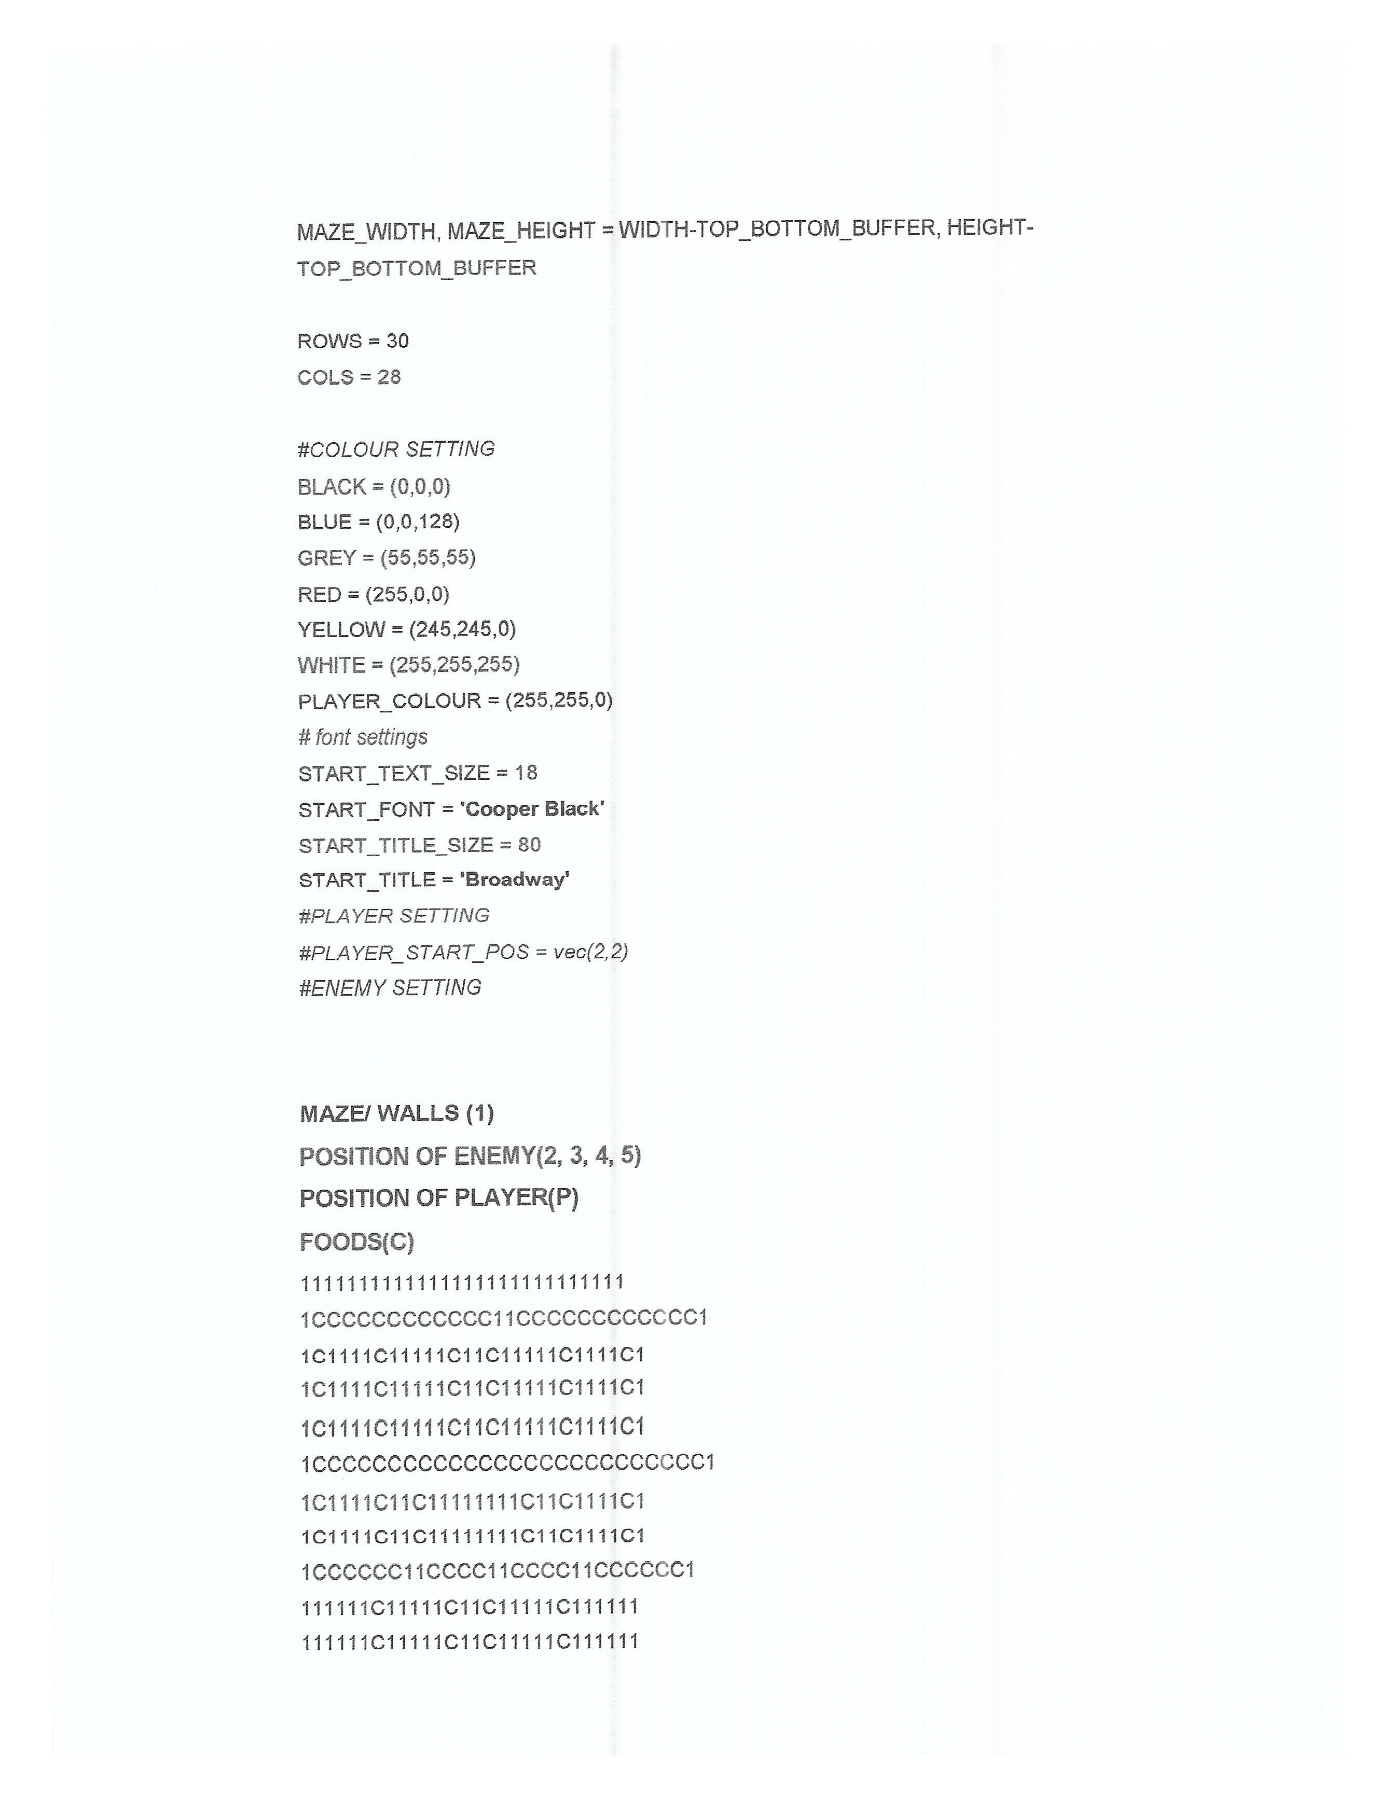 MAZE_WIDTH, MAZE_HEIGHT = WIDTH-TOP_BOTTOM_BUFFER, HEIGHT-
TOP_BOTTOM_BUFFER
ROWS = 30
COLS = 28
#COLOUR SETTING
BLACK = (0,0,0)
BLUE = (0,0,128)
GREY = (55,55,55)
RED = (255,0,0)
YELLOW = (245,245,0)
WHITE = (255,255,255)
PLAYER_COLOUR = (255,255,0)
# font settings
START_TEXT_SIZE = 18
START_FONT = 'Cooper Black'
START_TITLE_SIZE = 80
START_TITLE = 'Broadway'
#PLAYER SETTING
#PLAYER_START_POS = vec(2,2)
#ENEMY SETTING
MAZE/ WALLS (1)
POSITION OF ENEMY(2, 3, 4, 5)
POSITION OF PLAYER(P)
FOODS(C)
1111111111111111111111111111
1CCCCCCCCCCCC11CCCCCCCCCCCCC1
1C1111C11111C11C11111C1111C1
1C1111C11111C11C11111C1111C1
1C1111C11111C11C11111C1111C1
1CCCCCCCCCCCCCCCCCCCCCCCCCC1
1C1111C11C11111111C11C1111C1
1C1111C11C11111111C11C1111C1
1CCCCCC11CCCC11CCCC11CCCCCC1
111111C11111C11C11111C111111
111111C11111C11C11111C111111